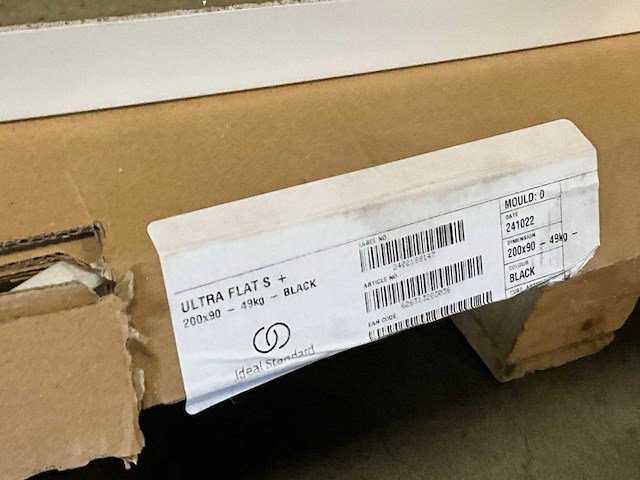 ULTRA FLAT S +
200x90 - 49kg - BLACK
Ideal Standard
LABEL NO
ARTICLE NO.
EAN CODE
MOULD: 0
DATE
241022
DIMENSION
200x90 - 49kg -
COLOUR
BLACK